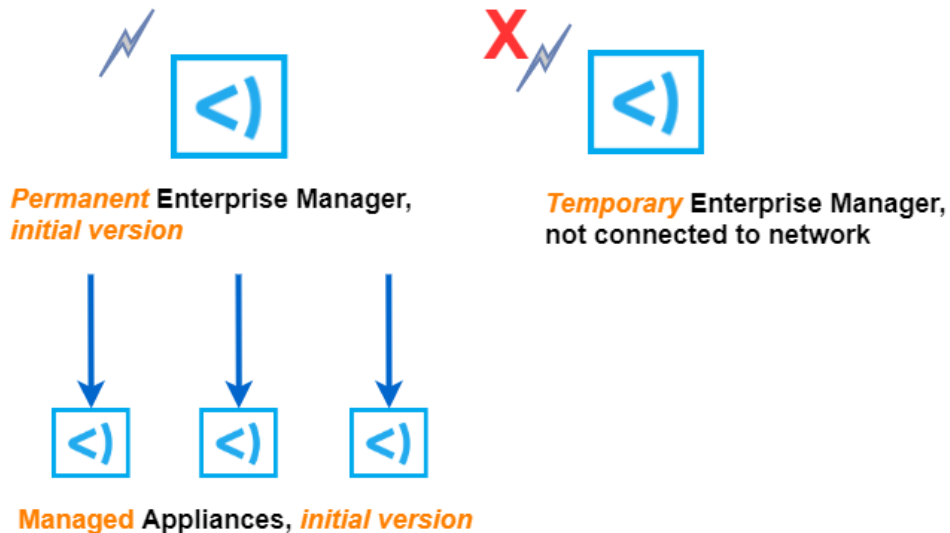 X
Permanent Enterprise Manager,
initial version
Temporary Enterprise Manager,
not connected to network
Managed Appliances, initial version